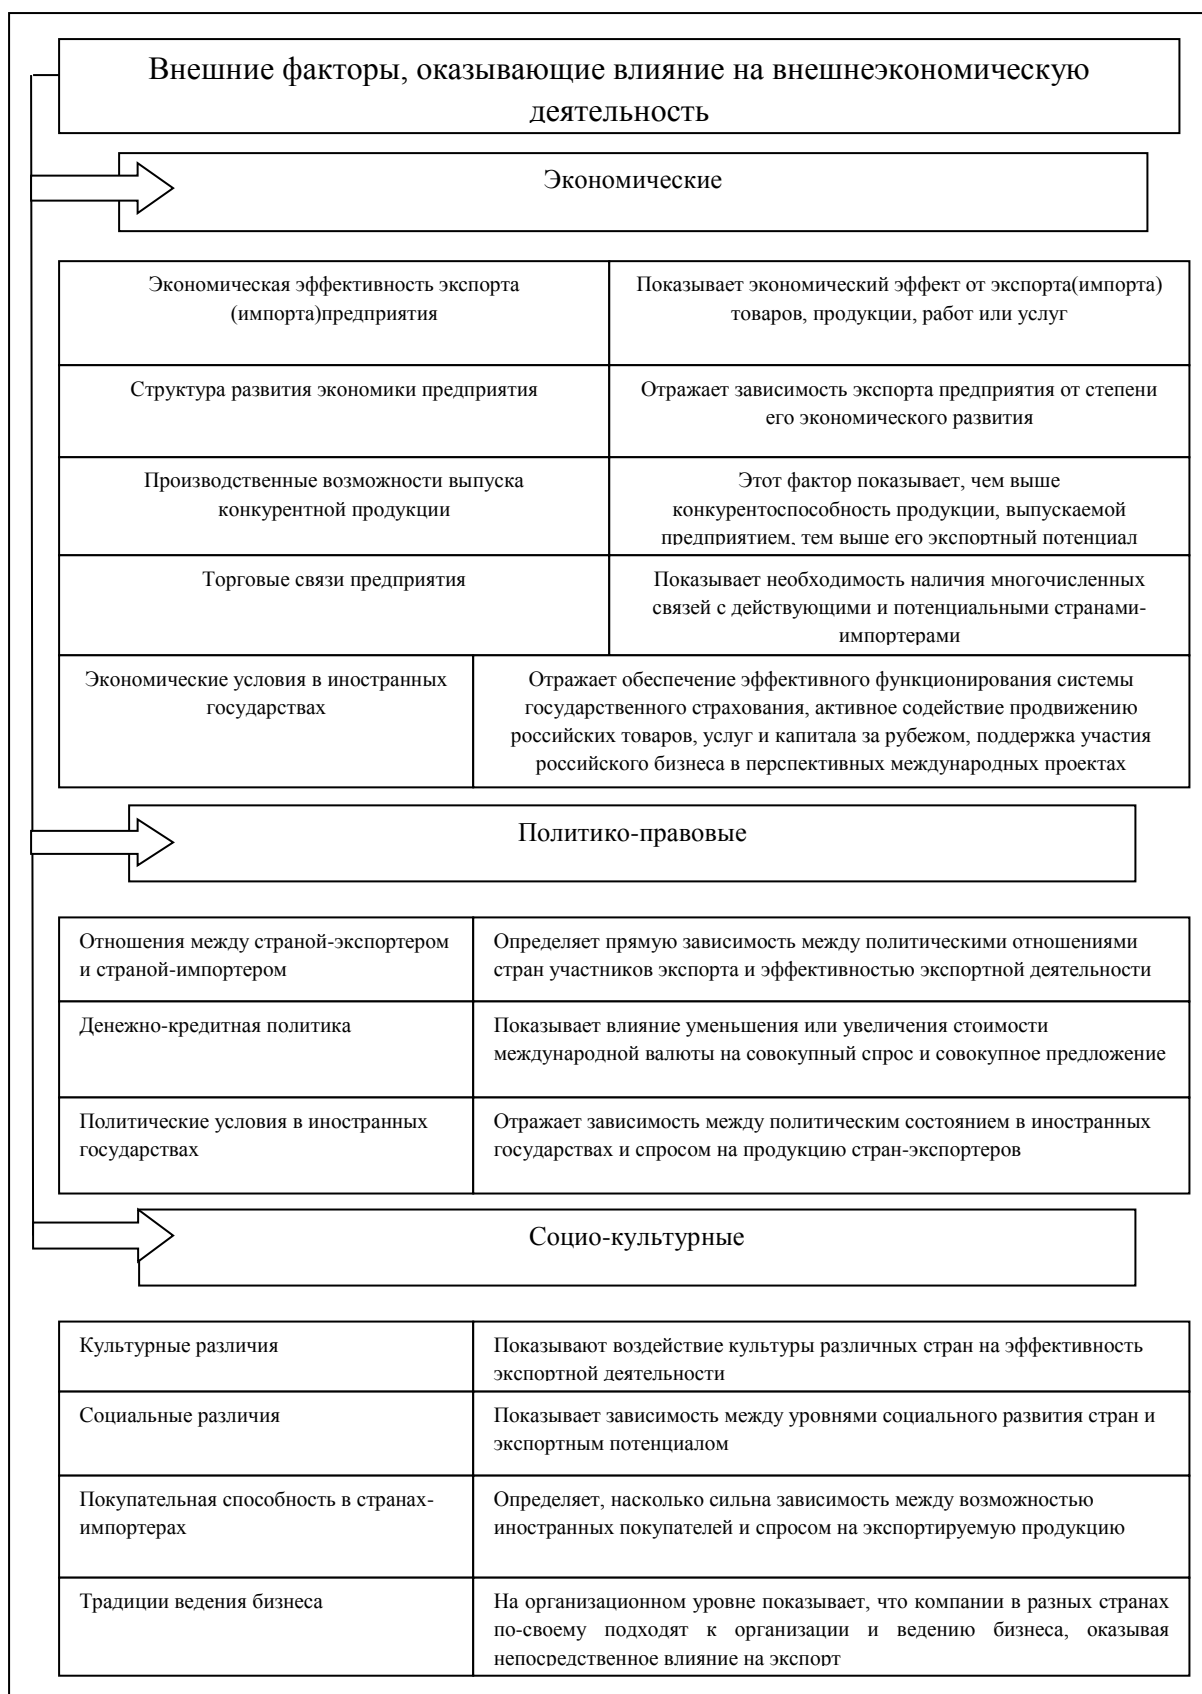 Внешние факторы, оказывающие влияние на внешнеэкономическую
деятельность
Экономические
Экономическая эффективность экспорта
(импорта)предприятия
Показывает экономический эффект от экспорта(импорта)
товаров, продукции, работ или услуг
Структура развития экономики предприятия
Отражает зависимость экспорта предприятия от степени
его экономического развития
Производственные возможности выпуска
конкурентной продукции
Этот фактор показывает, чем выше
конкурентоспособность продукции, выпускаемой
предприятием, тем выше его экспортный потенциал
Торговые связи предприятия
Показывает необходимость наличия многочисленных
связей с действующими и потенциальными странами-
импортерами
Экономические условия в иностранных
государствах
Отражает обеспечение эффективного функционирования системы
государственного страхования, активное содействие продвижению
российских товаров, услуг и капитала за рубежом, поддержка участия
российского бизнеса в перспективных международных проектах
Политико-правовые
Отношения между страной-экспортером
и страной-импортером
Определяет прямую зависимость между политическими отношениями
стран участников экспорта и эффективностью экспортной деятельности
Денежно-кредитная политика
Показывает влияние уменьшения или увеличения стоимости
международной валюты на совокупный спрос и совокупное предложение
Политические условия в иностранных
государствах
Отражает зависимость между политическим состоянием в иностранных
государствах и спросом на продукцию стран-экспортеров
Социо-культурные
Культурные различия
Показывают воздействие культуры различных стран на эффективность
экспортной деятельности
Социальные различия
Показывает зависимость между уровнями социального развития стран и
экспортным потенциалом
Покупательная способность в странах-
импортерах
Определяет, насколько сильна зависимость между возможностью
иностранных покупателей и спросом на экспортируемую продукцию
Традиции ведения бизнеса
На организационном уровне показывает, что компании в разных странах
по-своему подходят к организации и ведению бизнеса, оказывая
непосредственное влияние на экспорт